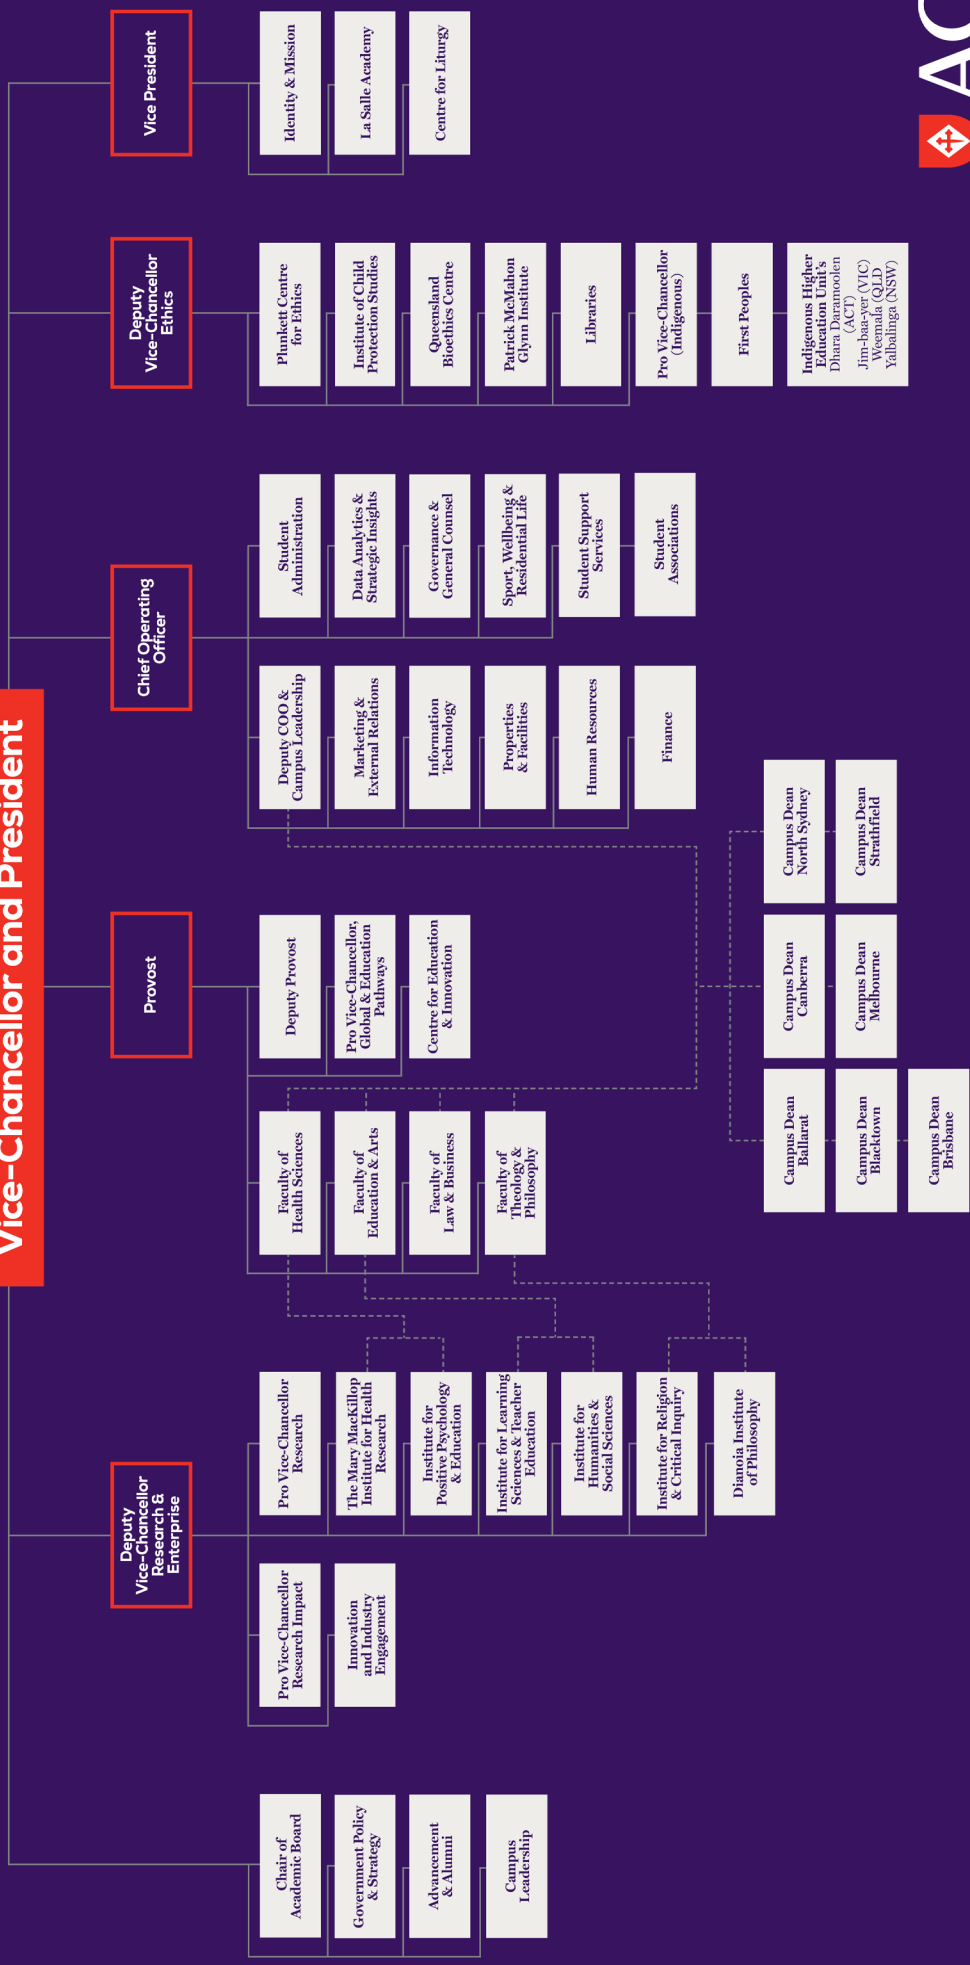 Vice-Chancellor and President
Deputy
Vice-Chancellor
Research &
Enterprise
Provost
Chief Operating
Officer
Deputy
Vice-Chancellor
Ethics
Vice President
Chair of
Academic Board
Government Policy
& Strategy
Advancement
& Alumni
Campus
Leadership
Pro Vice-Chancellor
Research Impact
Innovation
and Industry
Engagement
Pro Vice-Chancellor
Research
The Mary MacKillop
Institute for Health
Research
Institute for
Positive Psychology
& Education
Institute for Learning
Sciences & Teacher
Education
Institute for
Humanities &
Social Sciences
Institute for Religion
& Critical Inquiry
Dianoia Institute
of Philosophy
Faculty of
Health Sciences
Faculty of
Education & Arts
Faculty of
Law & Business
Faculty of
Theology &
Philosophy
Deputy Provost
Pro Vice-Chancellor,
Global & Education
Pathways
Centre for Education
& Innovation
Campus Dean
Ballarat
Campus Dean
Blacktown
Campus Dean
Brisbane
Campus Dean
Canberra
Campus Dean
Melbourne
Campus Dean
North Sydney
Campus Dean
Strathfield
Deputy COO &
Campus Leadership
Marketing &
External Relations
Information
Technology
Properties
& Facilities
Human Resources
Finance
Student
Administration
Data Analytics &
Strategic Insights
Governance &
General Counsel
Sport, Wellbeing &
Residential Life
Student Support
Services
Student
Associations
Plunkett Centre
for Ethics
Institute of Child
Protection Studies
Queensland
Bioethics Centre
Patrick McMahon
Glynn Institute
Libraries
Pro Vice-Chancellor
(Indigenous)
First Peoples
Indigenous Higher
Education Unit's
Dhara Daramoolen
(ACT)
Jim-baa-yer (VIC)
Weemala (QLD
Yalbalinga (NSW)
Identity & Mission
La Salle Academy
Centre for Liturgy
AC